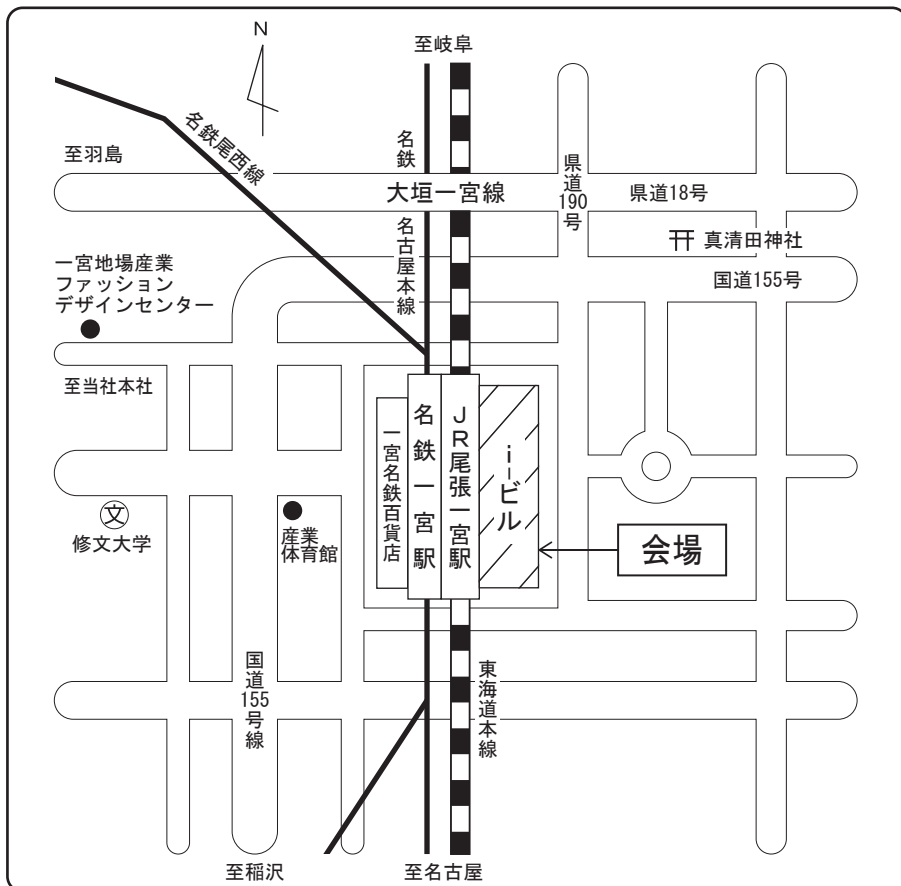 N
至岐阜
名鉄尾西線
名鉄
名古屋本線
至羽島
大垣一宮線
県道190号
県道18号
真清田神社
国道155号
一宮地場産業
ファッション
デザインセンター
至当社本社
一宮名鉄百貨店
名鉄一宮駅
JR尾張一宮駅
i-ビル
会場
文
修文大学
産業
体育館
国道155号線
東海道本線
至稲沢
至名古屋